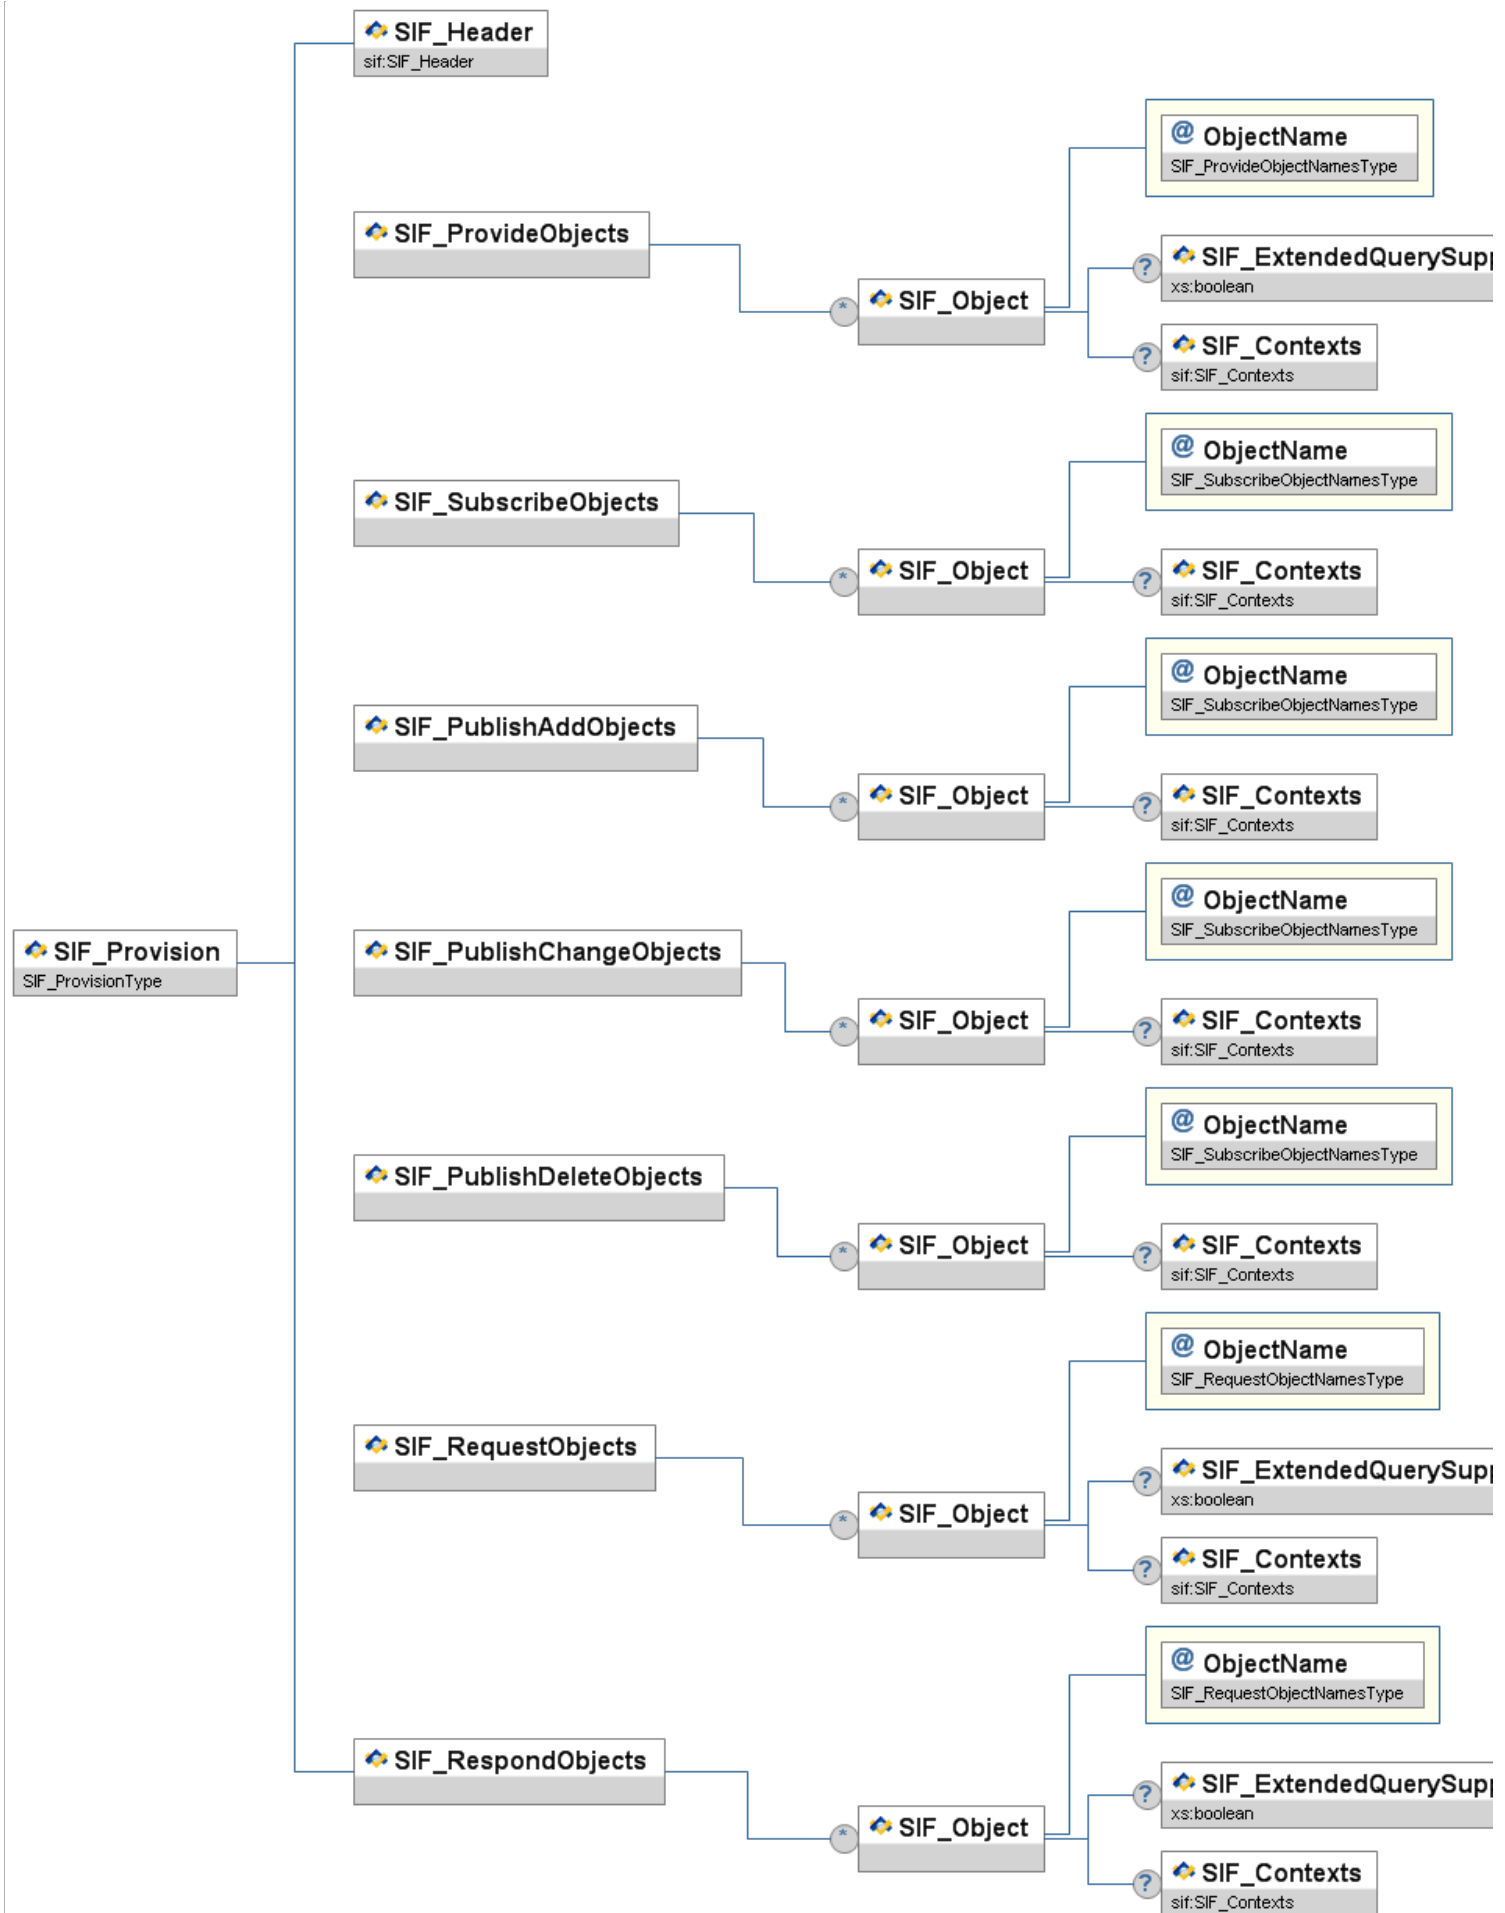 SIF_Header
sif:SIF_Header
@ ObjectName
SIF_ProvideObjectNamesType
SIF_ProvideObjects
? SIF_ExtendedQuerySupp
xs:boolean
* SIF_Object
? SIF_Contexts
sif:SIF_Contexts
@ ObjectName
SIF_SubscribeObjectNamesType
SIF_SubscribeObjects
* SIF_Object
? SIF_Contexts
sif:SIF_Contexts
@ ObjectName
SIF_SubscribeObjectNamesType
SIF_PublishAddObjects
* SIF_Object
? SIF_Contexts
sif:SIF_Contexts
@ ObjectName
SIF_SubscribeObjectNamesType
SIF_Provision
SIF_ProvisionType
SIF_PublishChangeObjects
* SIF_Object
? SIF_Contexts
sif:SIF_Contexts
@ ObjectName
SIF_SubscribeObjectNamesType
SIF_PublishDeleteObjects
* SIF_Object
? SIF_Contexts
sif:SIF_Contexts
@ ObjectName
SIF_RequestObjectNamesType
SIF_RequestObjects
? SIF_ExtendedQuerySupp
xs:boolean
* SIF_Object
? SIF_Contexts
sif:SIF_Contexts
@ ObjectName
SIF_RequestObjectNamesType
SIF_RespondObjects
? SIF_ExtendedQuerySupp
xs:boolean
* SIF_Object
? SIF_Contexts
sif:SIF_Contexts